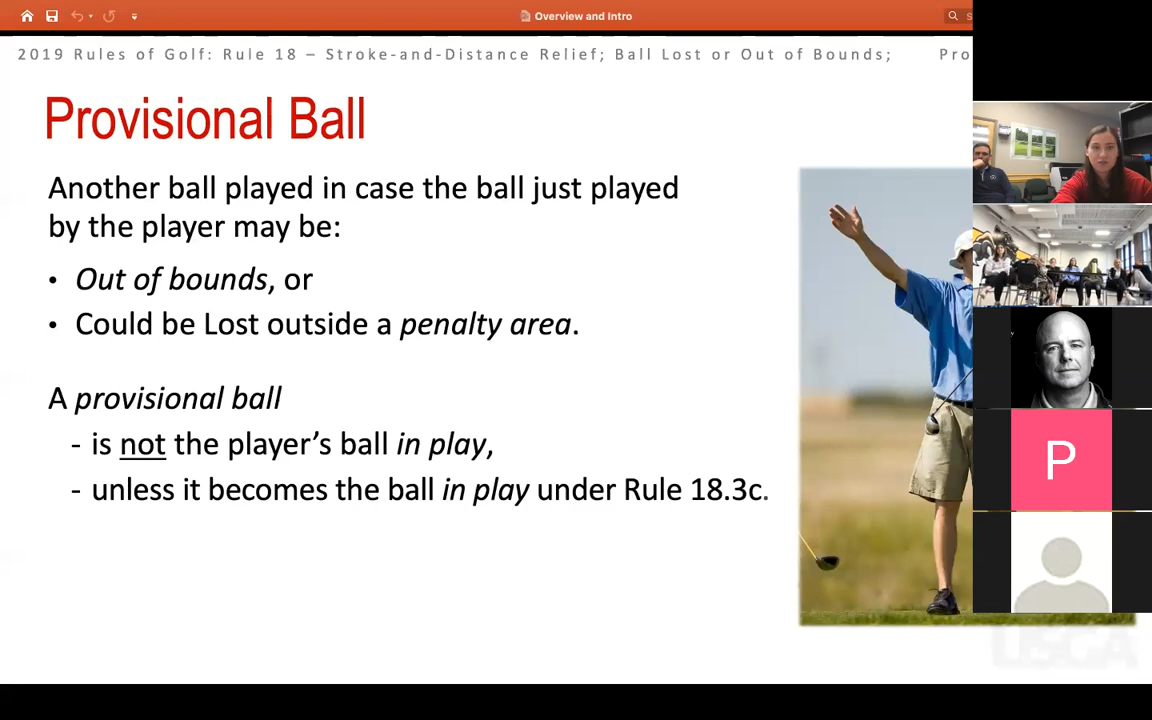 Overview and Intro
S
2019 Rules of Golf: Rule 18 – Stroke-and-Distance Relief; Ball Lost or Out of Bounds; Pro
Provisional Ball
Another ball played in case the ball just played
by the player may be:
• Out of bounds, or
• Could be Lost outside a penalty area.
A provisional ball
- is not the player’s ball in play,
- unless it becomes the ball in play under Rule 18.3c.
P
USGA